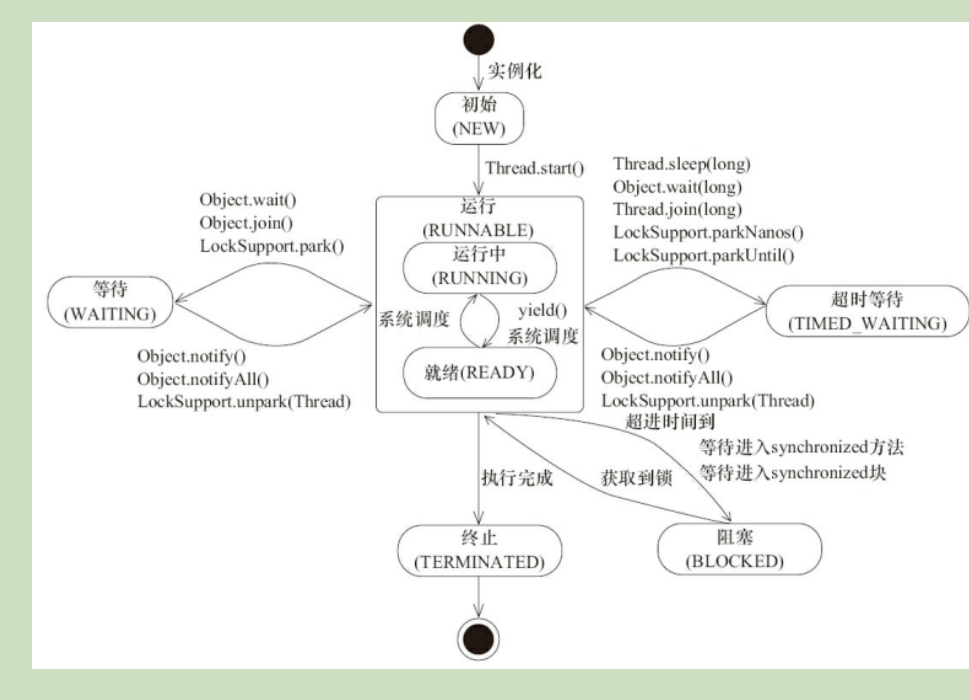 实例化
初始
(NEW)
Thread.start()
Object.wait()
Object.join()
LockSupport.park()
Thread.sleep(long)
Object.wait(long)
Thread.join(long)
LockSupport.parkNanos()
LockSupport.parkUntil()
运行
(RUNNABLE)
运行中
(RUNNING)
等待
(WAITING)
超时等待
(TIMED_WAITING)
系统调度
yield()
系统调度
就绪(READY)
Object.notify()
Object.notifyAll()
LockSupport.unpark(Thread)
Object.notify()
Object.notifyAll()
LockSupport.unpark(Thread)
超进时间到
等待进入synchronized方法
等待进入synchronized块
执行完成
获取到锁
终止
(TERMINATED)
阻塞
(BLOCKED)